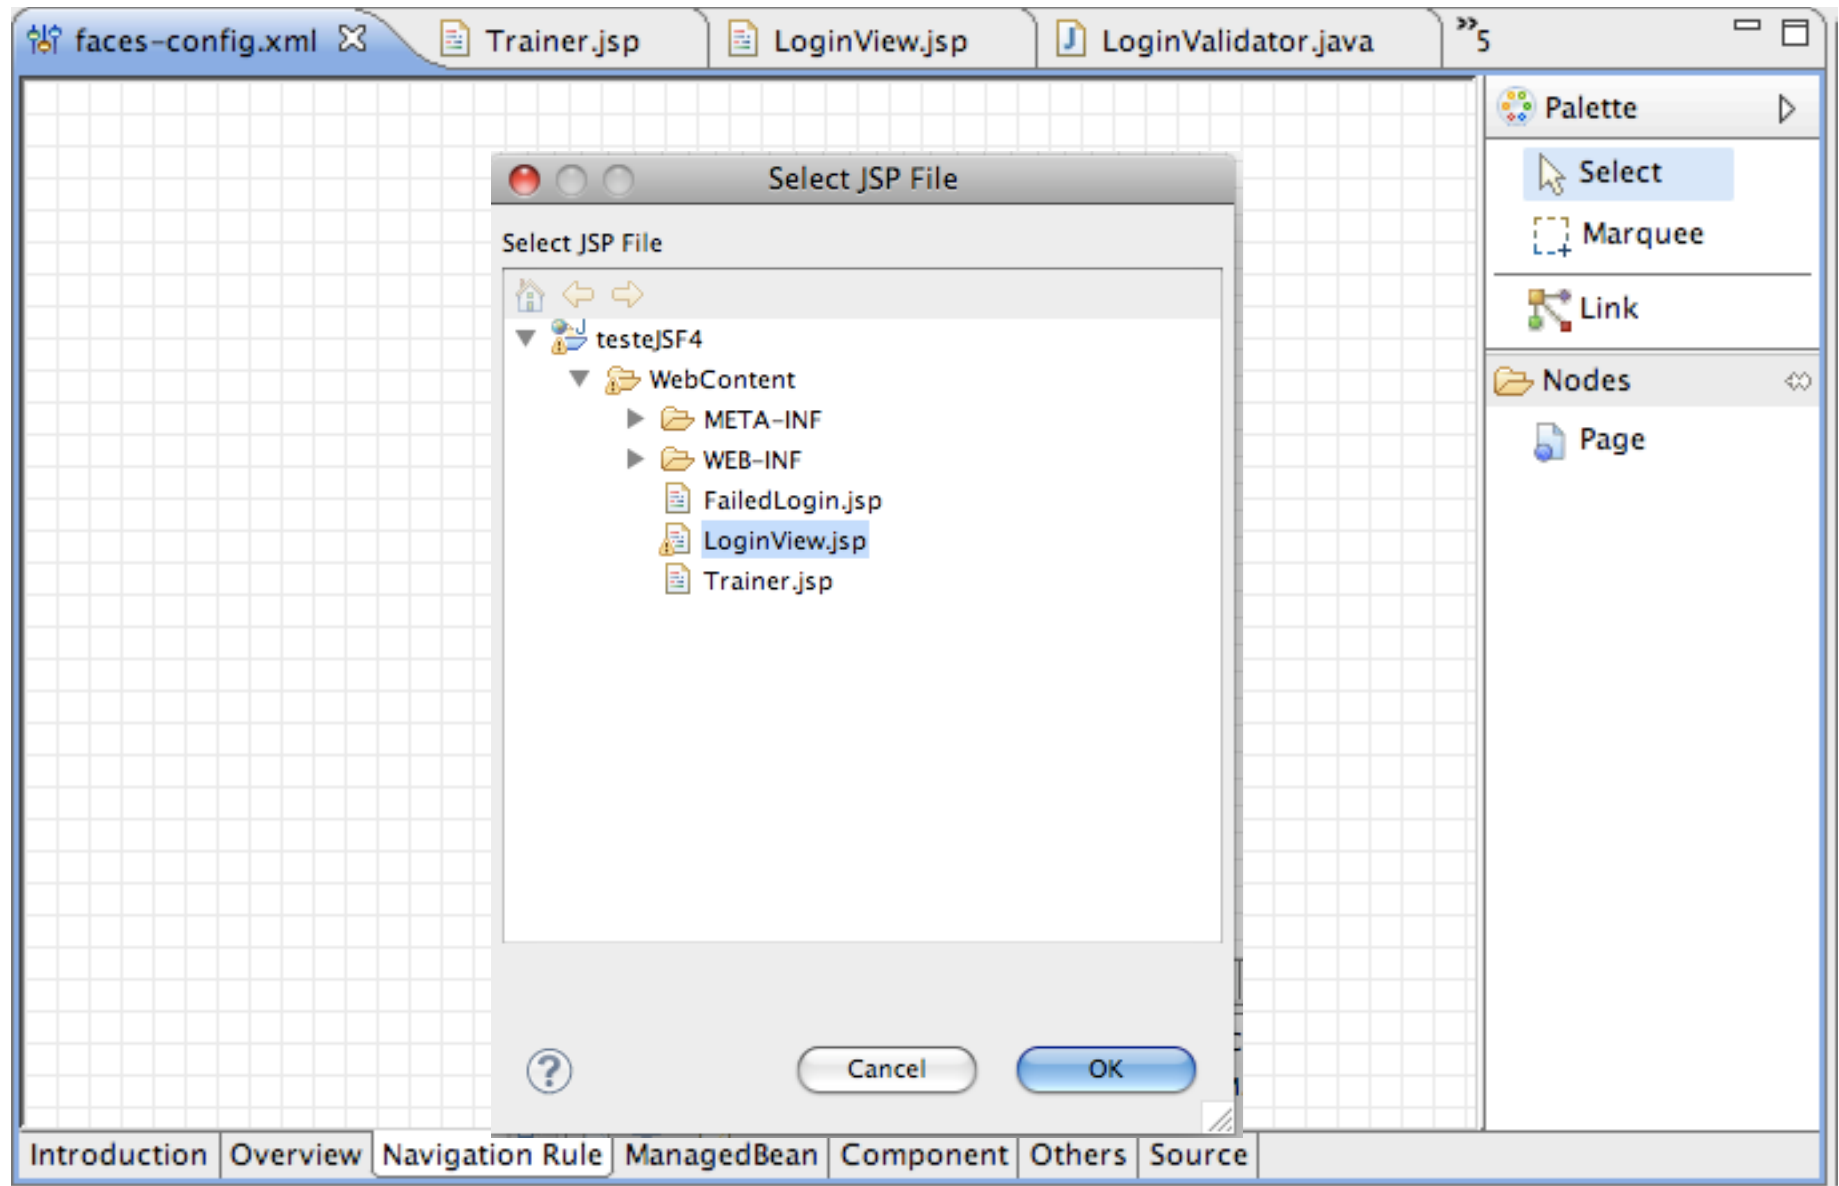 faces-config.xml
Trainer.jsp
LoginView.jsp
LoginValidator.java
»5
Palette
Select
Marquee
Link
Nodes
Page
Select JSP File
Select JSP File
testeJSF4
WebContent
META-INF
WEB-INF
FailedLogin.jsp
LoginView.jsp
Trainer.jsp
?
Cancel
OK
Introduction
Overview
Navigation Rule
ManagedBean
Component
Others
Source